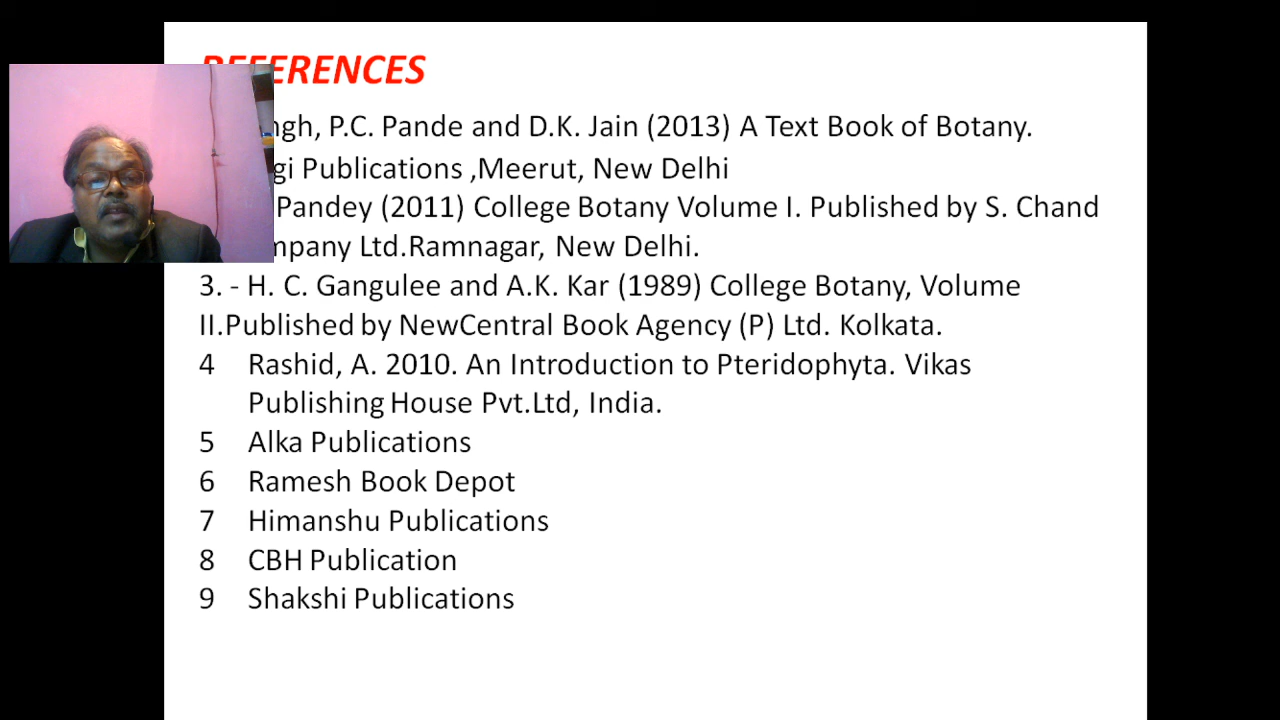 REFERENCES
P.C. Pande and D.K. Jain (2013) A Text Book of Botany.
Publications ,Meerut, New Delhi
Pandey (2011) College Botany Volume I. Published by S. Chand
Ltd.Ramnagar, New Delhi.
3. - H. C. Gangulee and A.K. Kar (1989) College Botany, Volume
II.Published by NewCentral Book Agency (P) Ltd. Kolkata.
4 Rashid, A. 2010. An Introduction to Pteridophyta. Vikas
Publishing House Pvt.Ltd, India.
5 Alka Publications
6 Ramesh Book Depot
7 Himanshu Publications
8 CBH Publication
9 Shakshi Publications